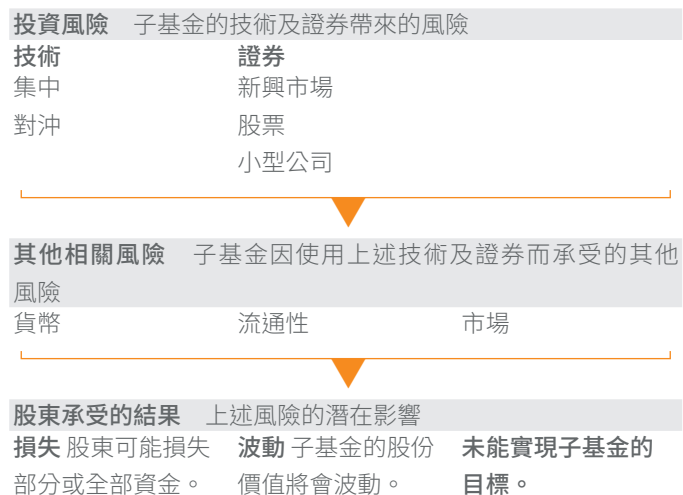 投資風險 子基金的技術及證券帶來的風險
技術 證券
集中 新興市場
對沖 股票
小型公司
其他相關風險 子基金因使用上述技術及證券而承受的其他
風險
貨幣 流通性 市場
股東承受的結果 上述風險的潛在影響
損失 股東可能損失 波動 子基金的股份 未能實現子基金的
部分或全部資金。 價值將會波動。 目標。